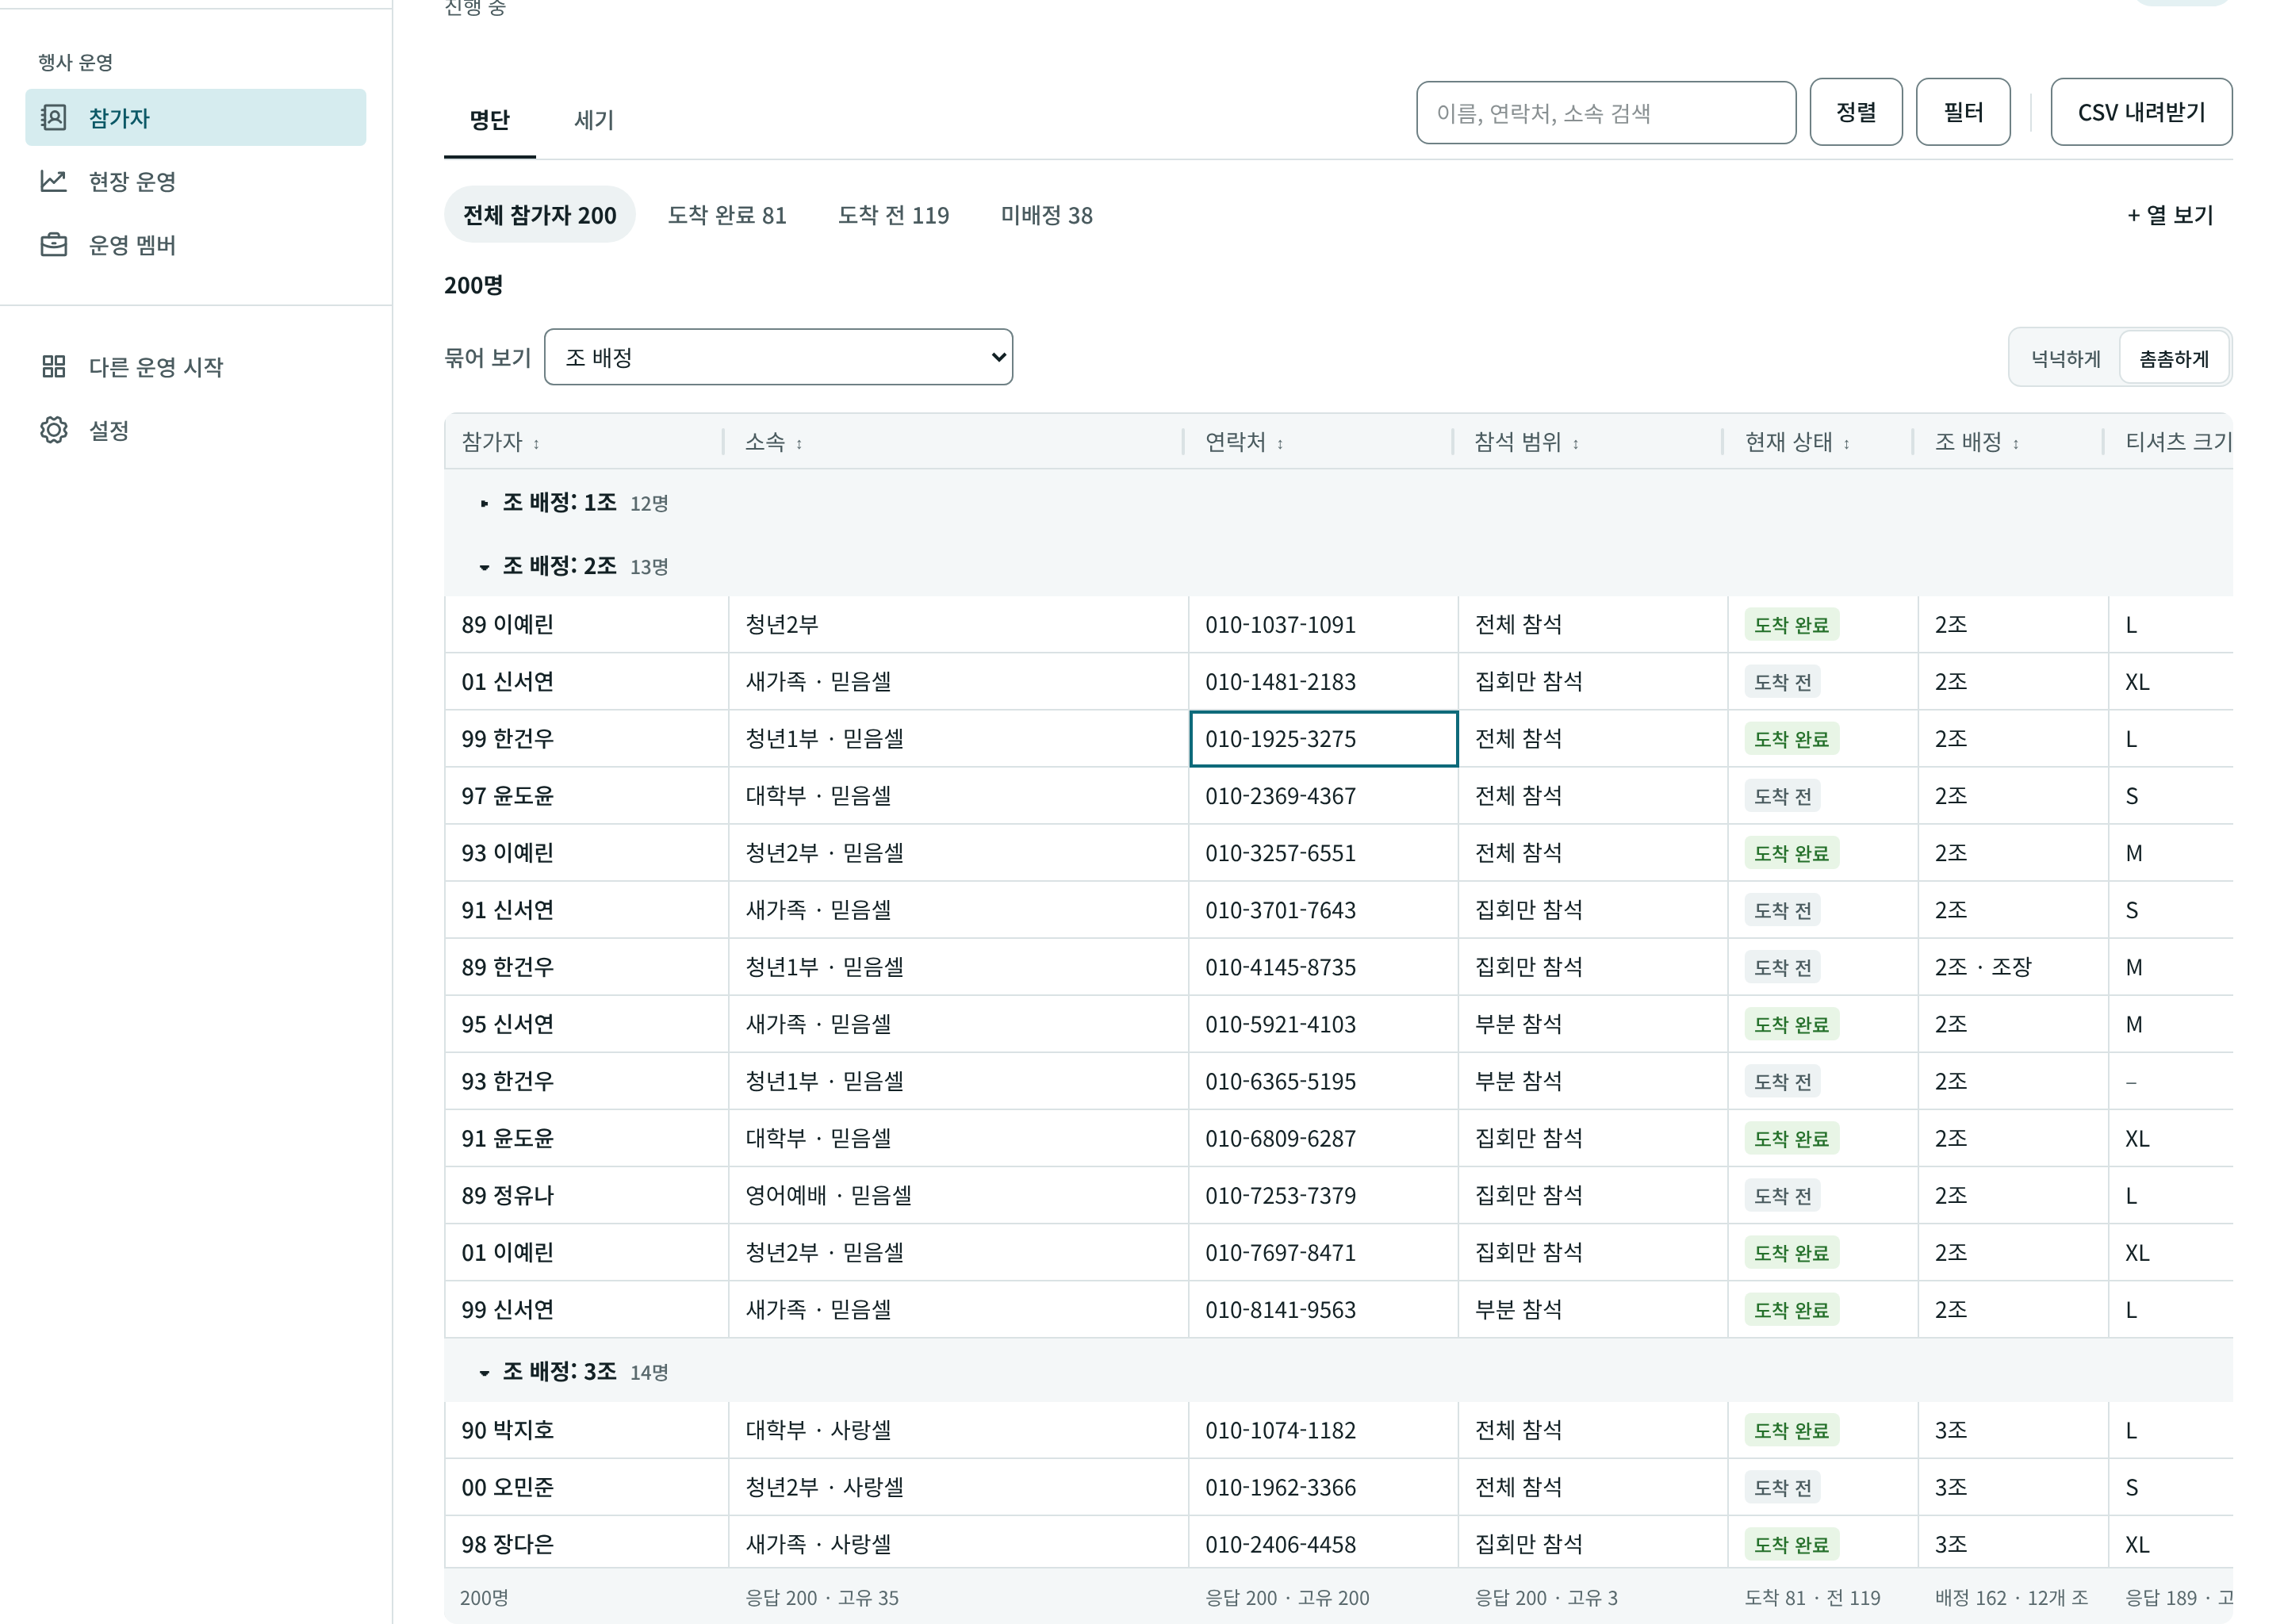 진행 중
행사 운영
참가자
현장 운영
운영 멤버
다른 운영 시작
설정
명단 세기
이름, 연락처, 소속 검색 정렬 필터 CSV 내려받기
전체 참가자 200 도착 완료 81 도착 전 119 미배정 38 + 열 보기
200명
묶어 보기 조 배정 넉넉하게 촘촘하게
참가자 ↕ 소속 ↕ 연락처 ↕ 참석 범위 ↕ 현재 상태 ↕ 조 배정 ↕ 티셔츠 크기
조 배정: 1조 12명
조 배정: 2조 13명
89 이예린 청년2부 010-1037-1091 전체 참석 도착 완료 2조 L
01 신서연 새가족 · 믿음셀 010-1481-2183 집회만 참석 도착 전 2조 XL
99 한건우 청년1부 · 믿음셀 010-1925-3275 전체 참석 도착 완료 2조 L
97 윤도윤 대학부 · 믿음셀 010-2369-4367 전체 참석 도착 전 2조 S
93 이예린 청년2부 · 믿음셀 010-3257-6551 전체 참석 도착 완료 2조 M
91 신서연 새가족 · 믿음셀 010-3701-7643 집회만 참석 도착 전 2조 S
89 한건우 청년1부 · 믿음셀 010-4145-8735 집회만 참석 도착 전 2조 · 조장 M
95 신서연 새가족 · 믿음셀 010-5921-4103 부분 참석 도착 완료 2조 M
93 한건우 청년1부 · 믿음셀 010-6365-5195 부분 참석 도착 전 2조 –
91 윤도윤 대학부 · 믿음셀 010-6809-6287 집회만 참석 도착 완료 2조 XL
89 정유나 영어예배 · 믿음셀 010-7253-7379 집회만 참석 도착 전 2조 L
01 이예린 청년2부 · 믿음셀 010-7697-8471 집회만 참석 도착 완료 2조 XL
99 신서연 새가족 · 믿음셀 010-8141-9563 부분 참석 도착 완료 2조 L
조 배정: 3조 14명
90 박지호 대학부 · 사랑셀 010-1074-1182 전체 참석 도착 완료 3조 L
00 오민준 청년2부 · 사랑셀 010-1962-3366 전체 참석 도착 전 3조 S
98 장다은 새가족 · 사랑셀 010-2406-4458 집회만 참석 도착 완료 3조 XL
200명 응답 200 · 고유 35 응답 200 · 고유 200 응답 200 · 고유 3 도착 81 · 전 119 배정 162 · 12개 조 응답 189 · 고